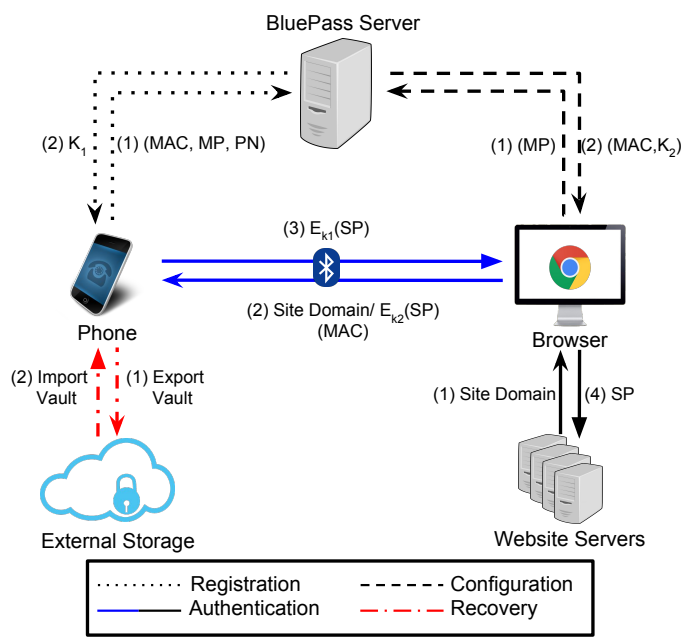 BluePass Server
(2) K1
(1) (MAC, MP, PN)
(1) (MP)
(2) (MAC,K2)
(3) Ek1(SP)
(2) Site Domain/ Ek2(SP)
(MAC)
Phone
Browser
(2) Import
Vault
(1) Export
Vault
(1) Site Domain
(4) SP
External Storage
Website Servers
Registration
Configuration
Authentication
Recovery